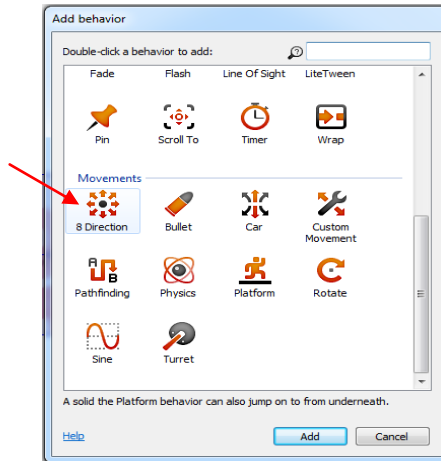 Add behavior
Double-click a behavior to add:
Fade Flash Line Of Sight LiteTween
Pin Scroll To Timer Wrap
Movements
8 Direction Bullet Car Custom Movement
Pathfinding Physics Platform Rotate
Sine Turret
A solid the Platform behavior can also jump on to from underneath.
Help Add Cancel